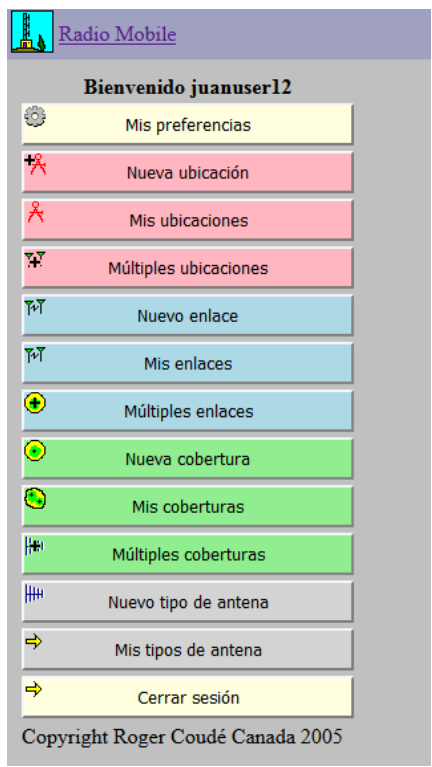 Radio Mobile
Bienvenido juanuser12
Mis preferencias
Nueva ubicación
Mis ubicaciones
Múltiples ubicaciones
Nuevo enlace
Mis enlaces
Múltiples enlaces
Nueva cobertura
Mis coberturas
Múltiples coberturas
Nuevo tipo de antena
Mis tipos de antena
Cerrar sesión
Copyright Roger Coudé Canada 2005